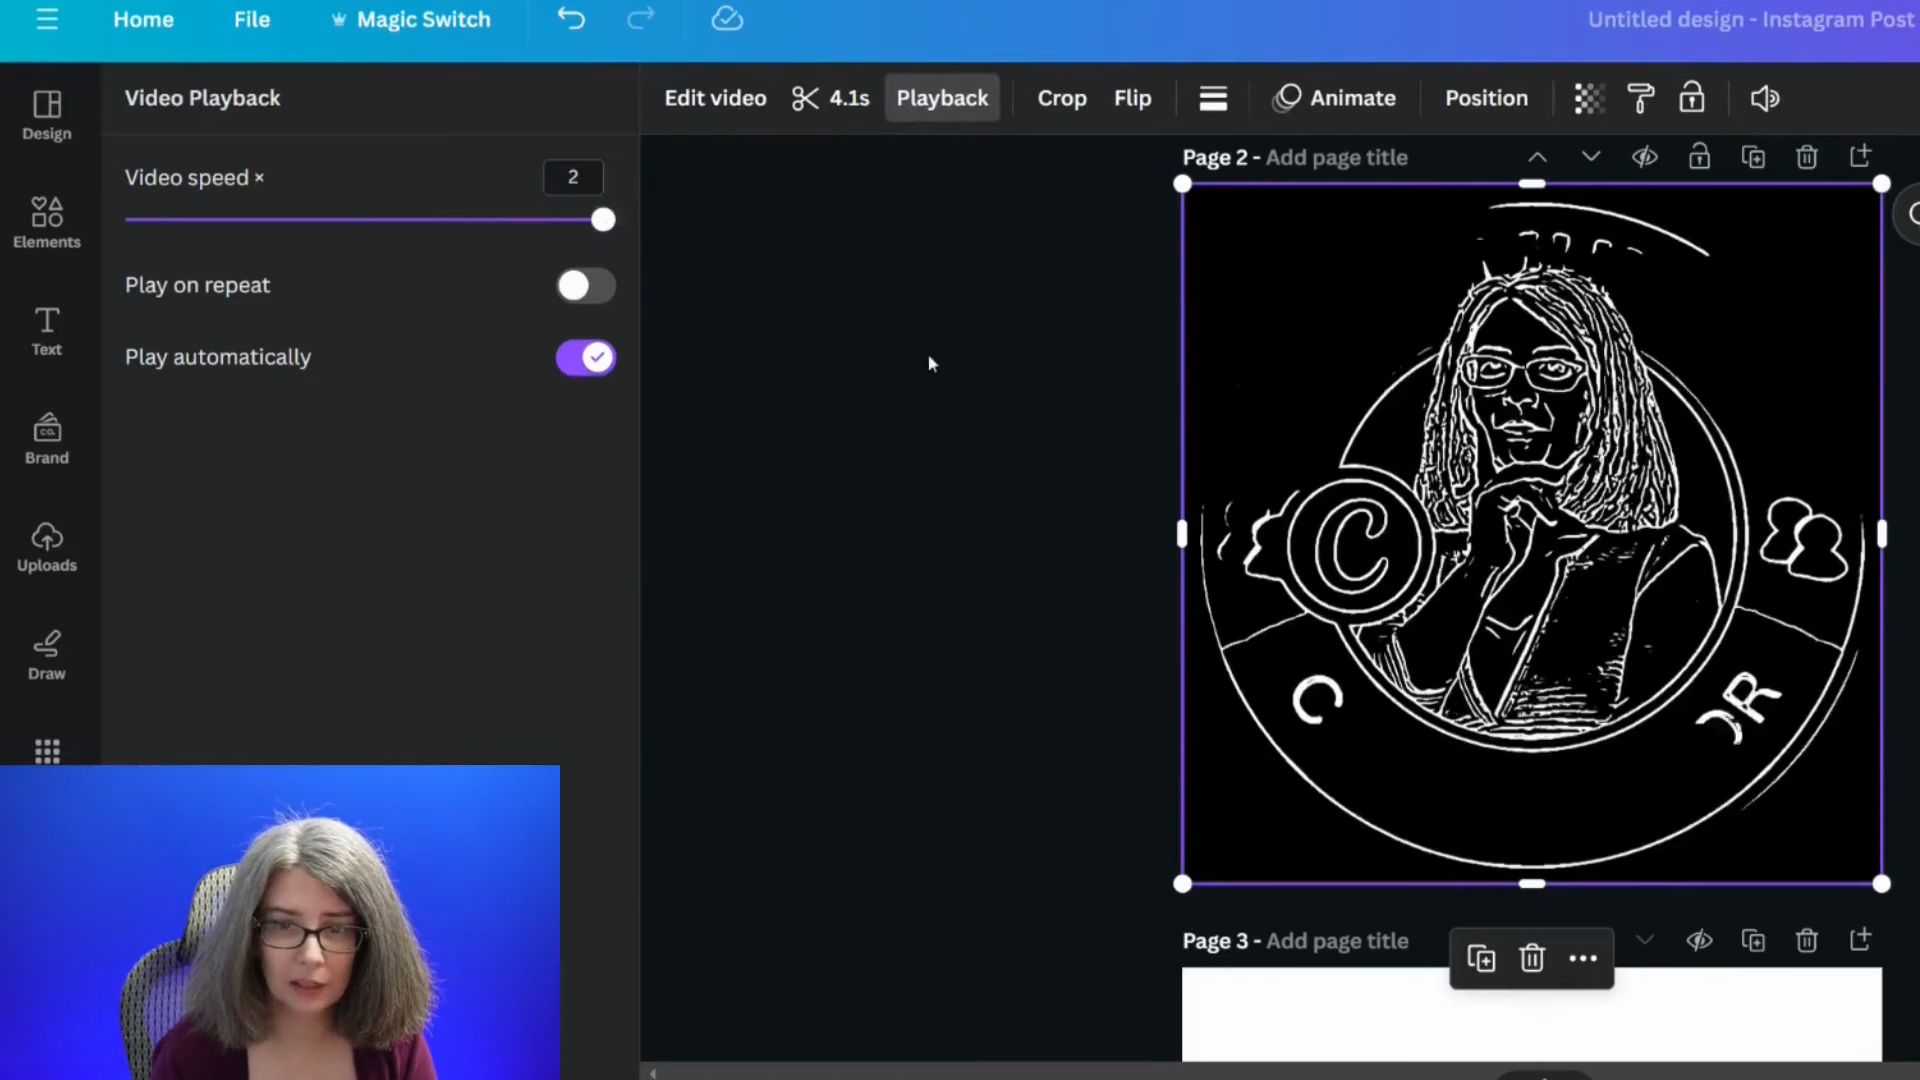 Home File Magic Switch Untitled design - Instagram Post
Design
Elements
Text
Brand
CO.
Uploads
Draw
Video Playback
Video speed × 2
Play on repeat
Play automatically
Edit video 4.1s Playback Crop Flip Animate Position
Page 2 - Add page title
C
C
R
Page 3 - Add page title